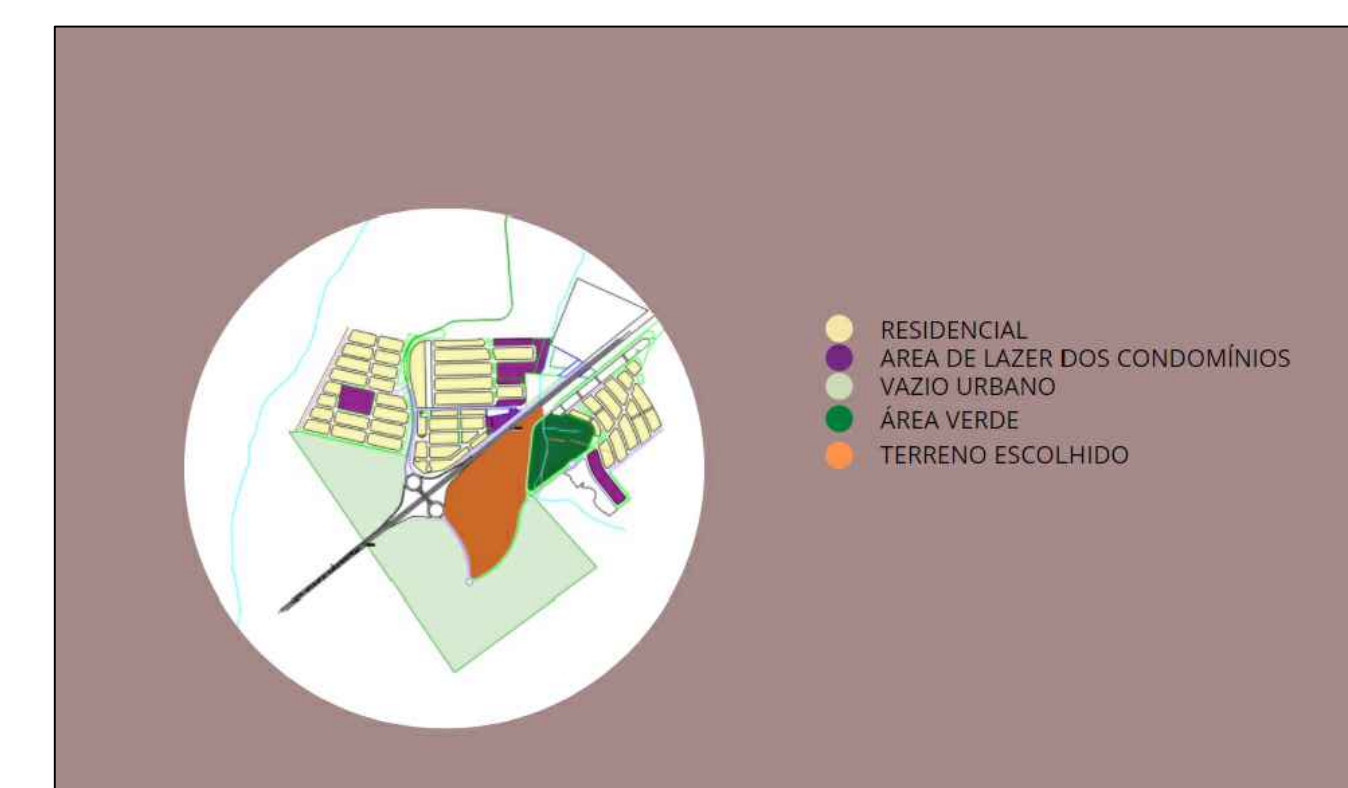 RESIDENCIAL
AREA DE LAZER DOS CONDOMÍNIOS
VAZIO URBANO
ÁREA VERDE
TERRENO ESCOLHIDO